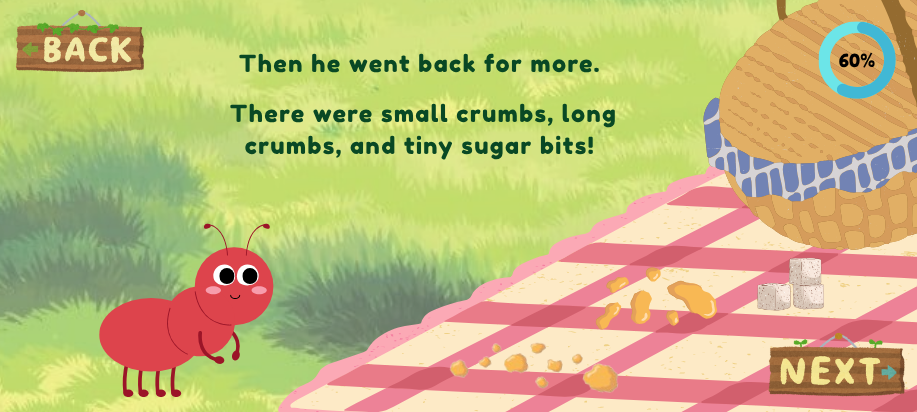 BACK
60%
Then he went back for more.
There were small crumbs, long
crumbs, and tiny sugar bits!
NEXT